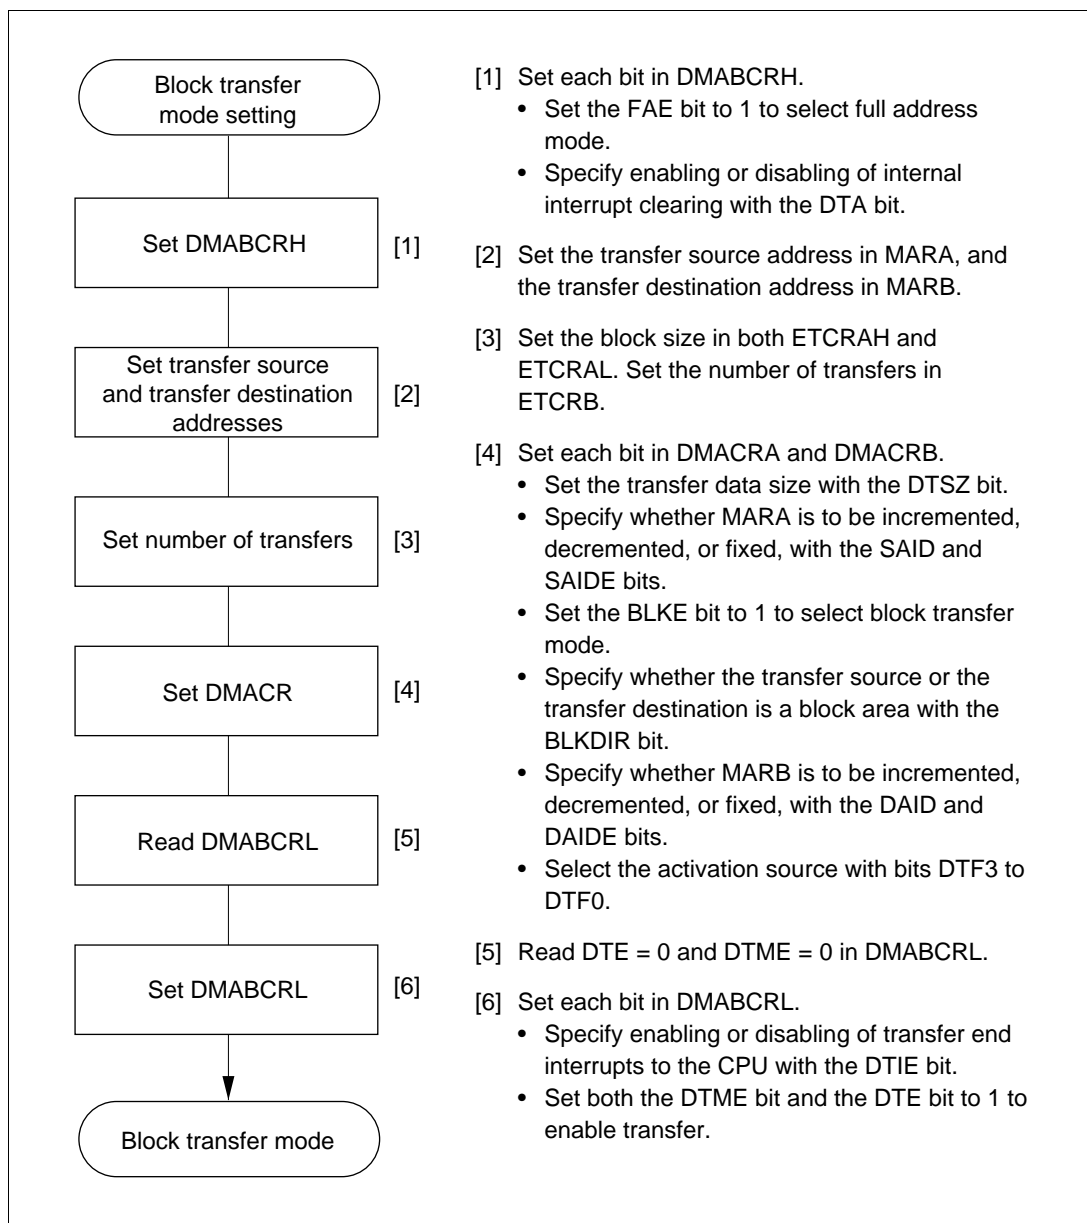 Block transfer
mode setting
Set DMABCRH
[1]
Set transfer source
and transfer destination
addresses
[2]
Set number of transfers
[3]
Set DMACR
[4]
Read DMABCRL
[5]
Set DMABCRL
[6]
Block transfer mode
[1] Set each bit in DMABCRH.
• Set the FAE bit to 1 to select full address
mode.
• Specify enabling or disabling of internal
interrupt clearing with the DTA bit.
[2] Set the transfer source address in MARA, and
the transfer destination address in MARB.
[3] Set the block size in both ETCRAH and
ETCRAL. Set the number of transfers in
ETCRB.
[4] Set each bit in DMACRA and DMACRB.
• Set the transfer data size with the DTSZ bit.
• Specify whether MARA is to be incremented,
decremented, or fixed, with the SAID and
SAIDE bits.
• Set the BLKE bit to 1 to select block transfer
mode.
• Specify whether the transfer source or the
transfer destination is a block area with the
BLKDIR bit.
• Specify whether MARB is to be incremented,
decremented, or fixed, with the DAID and
DAIDE bits.
• Select the activation source with bits DTF3 to
DTF0.
[5] Read DTE = 0 and DTME = 0 in DMABCRL.
[6] Set each bit in DMABCRL.
• Specify enabling or disabling of transfer end
interrupts to the CPU with the DTIE bit.
• Set both the DTME bit and the DTE bit to 1 to
enable transfer.